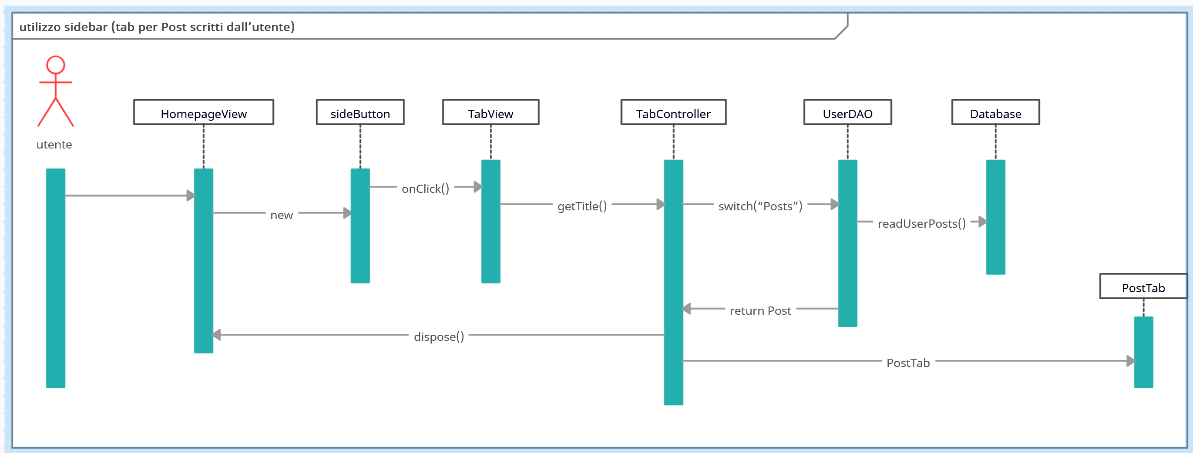 utilizzo sidebar (tab per Post scritti dall’utente)
utente
HomepageView
sideButton
TabView
TabController
UserDAO
Database
onClick()
new
getTitle()
switch(“Posts”)
readUserPosts()
PostTab
return Post
dispose()
PostTab